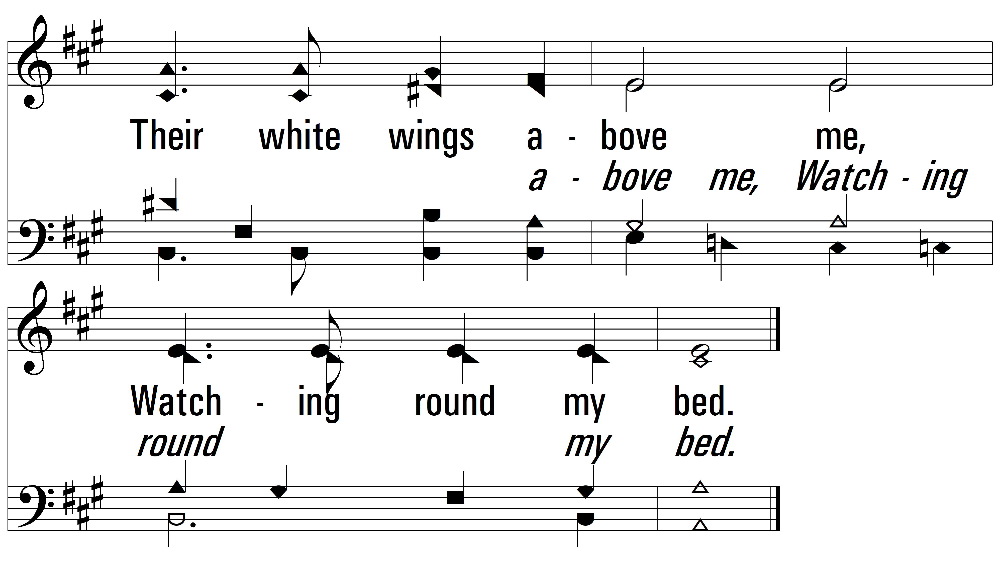 Their white wings a - bove me,
a - bove me, Watch - ing
Watch - ing round my bed.
round my bed.